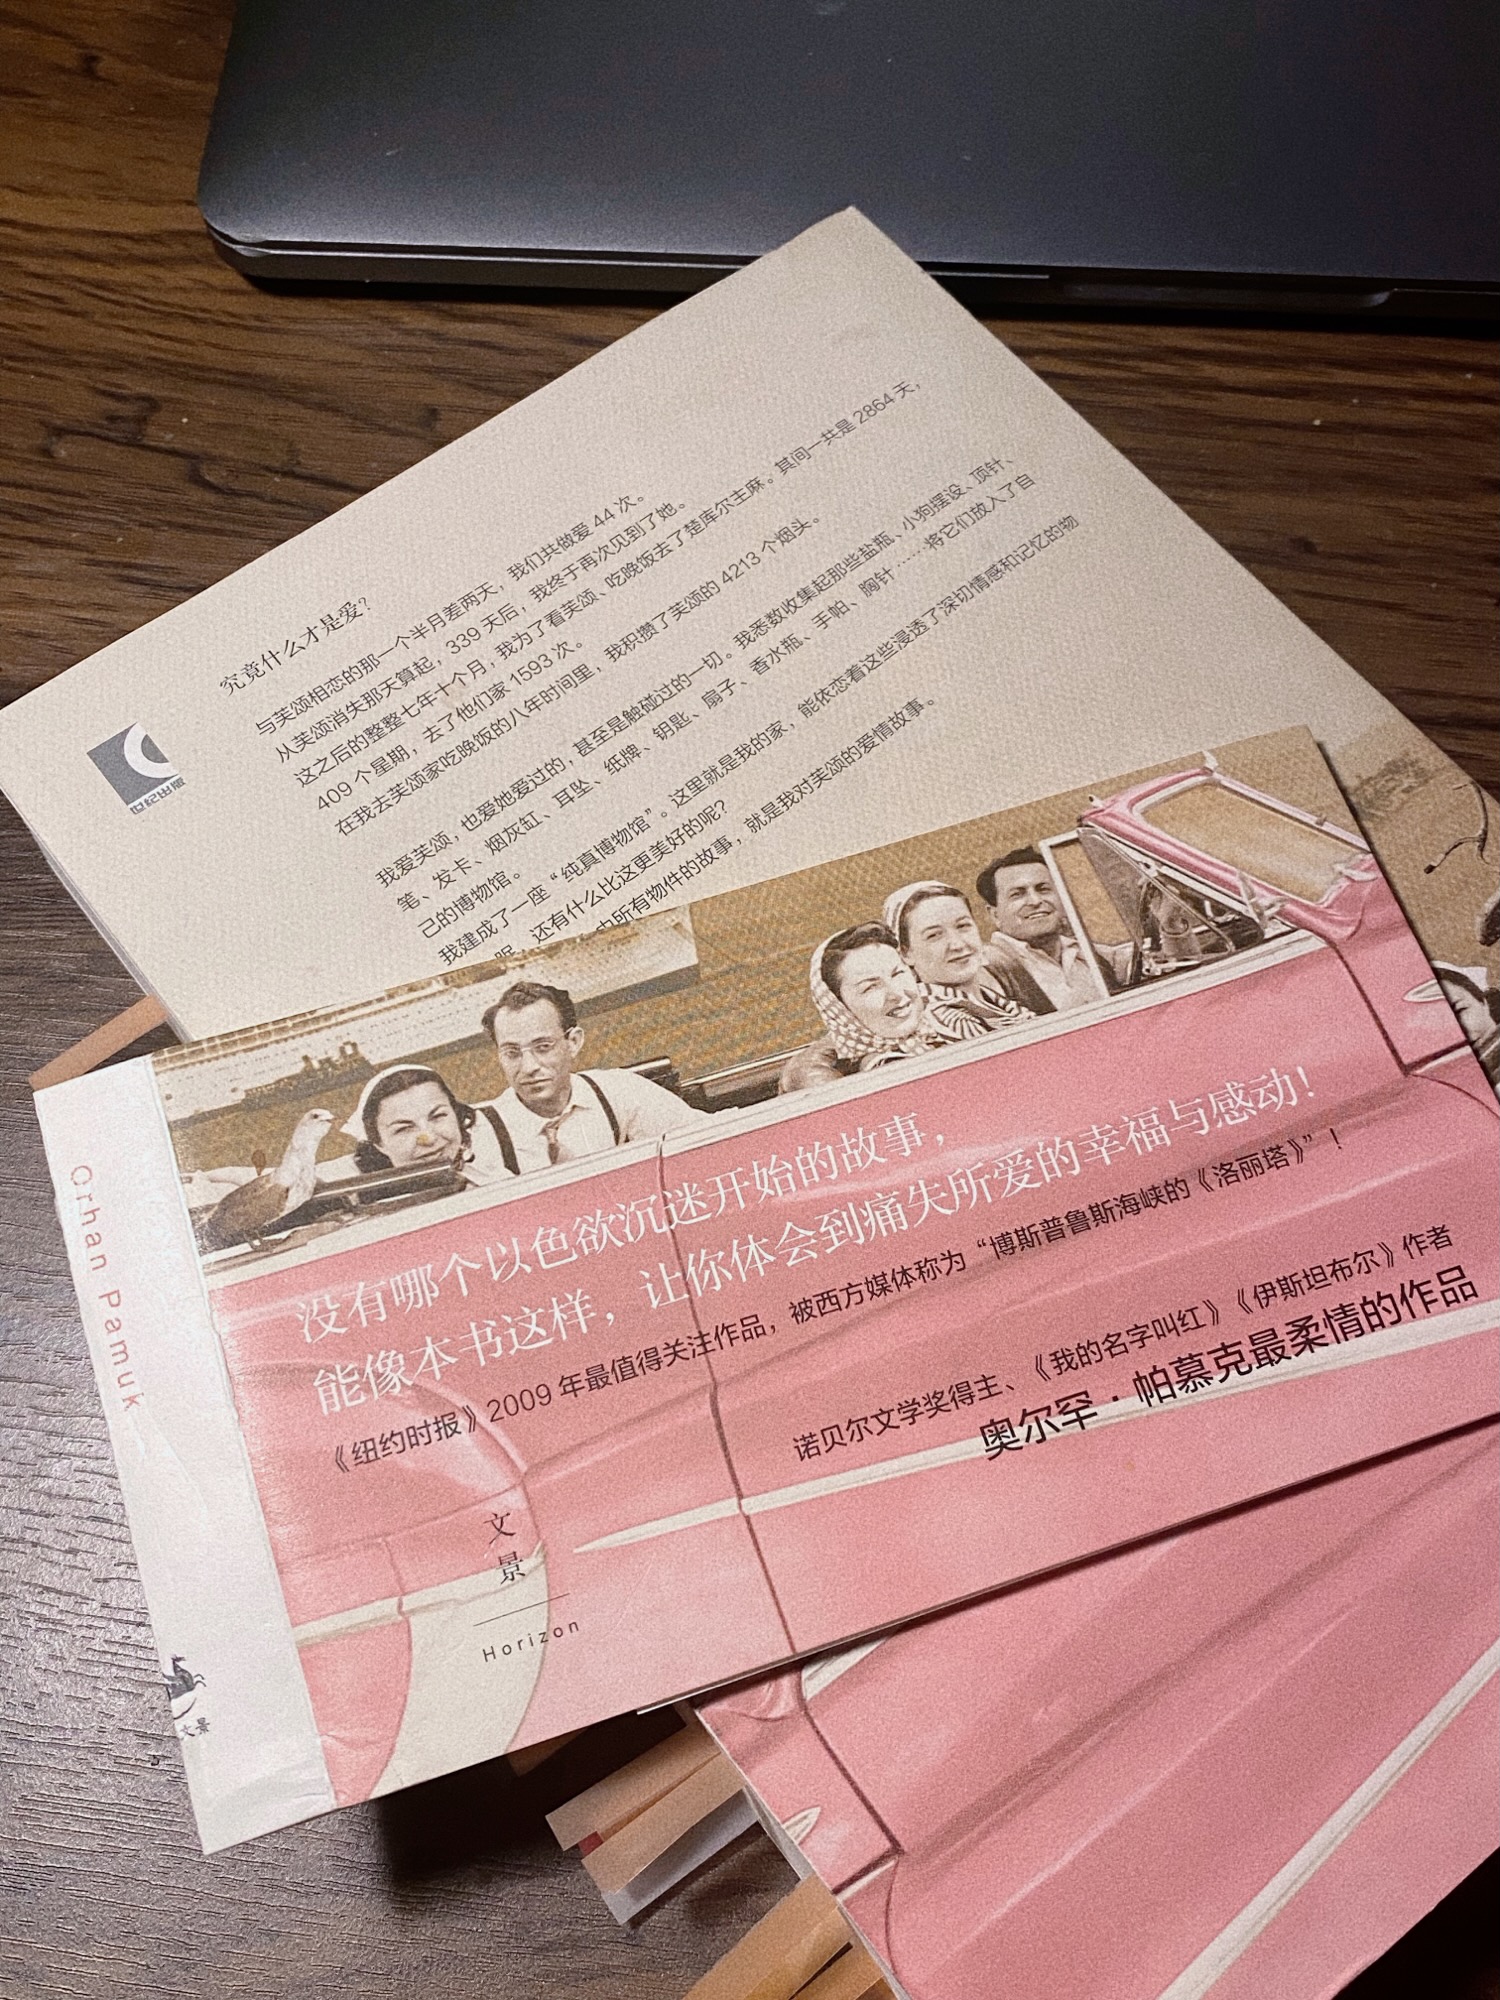 究竟什么才是爱？
与芙颂相恋的那一个半月差两天，我们共做爱 44 次。
从芙颂消失那天算起，339 天后，我终于再次见到了她。
这之后的整整七年十个月，我为了看芙颂、吃晚饭去了楚库尔主麻。其间一共是 2864 天，
409 个星期，去了他们家 1593 次。
在我去芙颂家吃晚饭的八年时间里，我积攒了芙颂的 4213 个烟头。
我爱芙颂，也爱她爱过的，甚至是触碰过的一切。我悉数收集起那些盐瓶、小狗摆设、顶针、
笔、发卡、烟灰缸、耳坠、纸牌、钥匙、扇子、香水瓶、手帕、胸针……将它们放入了自
己的博物馆。
我建成了一座“纯真博物馆”。这里就是我的家，能依恋着这些浸透了深切情感和记忆的物
眠，还有什么比这更美好的呢？
中所有物件的故事，就是我对芙颂的爱情故事。
世纪出版
没有哪个以色欲沉迷开始的故事，
能像本书这样，让你体会到痛失所爱的幸福与感动！
《纽约时报》2009 年最值得关注作品，被西方媒体称为“博斯普鲁斯海峡的《洛丽塔》”！
诺贝尔文学奖得主、《我的名字叫红》《伊斯坦布尔》作者
奥尔罕·帕慕克最柔情的作品
文景
Horizon
Orhan Pamuk
文景